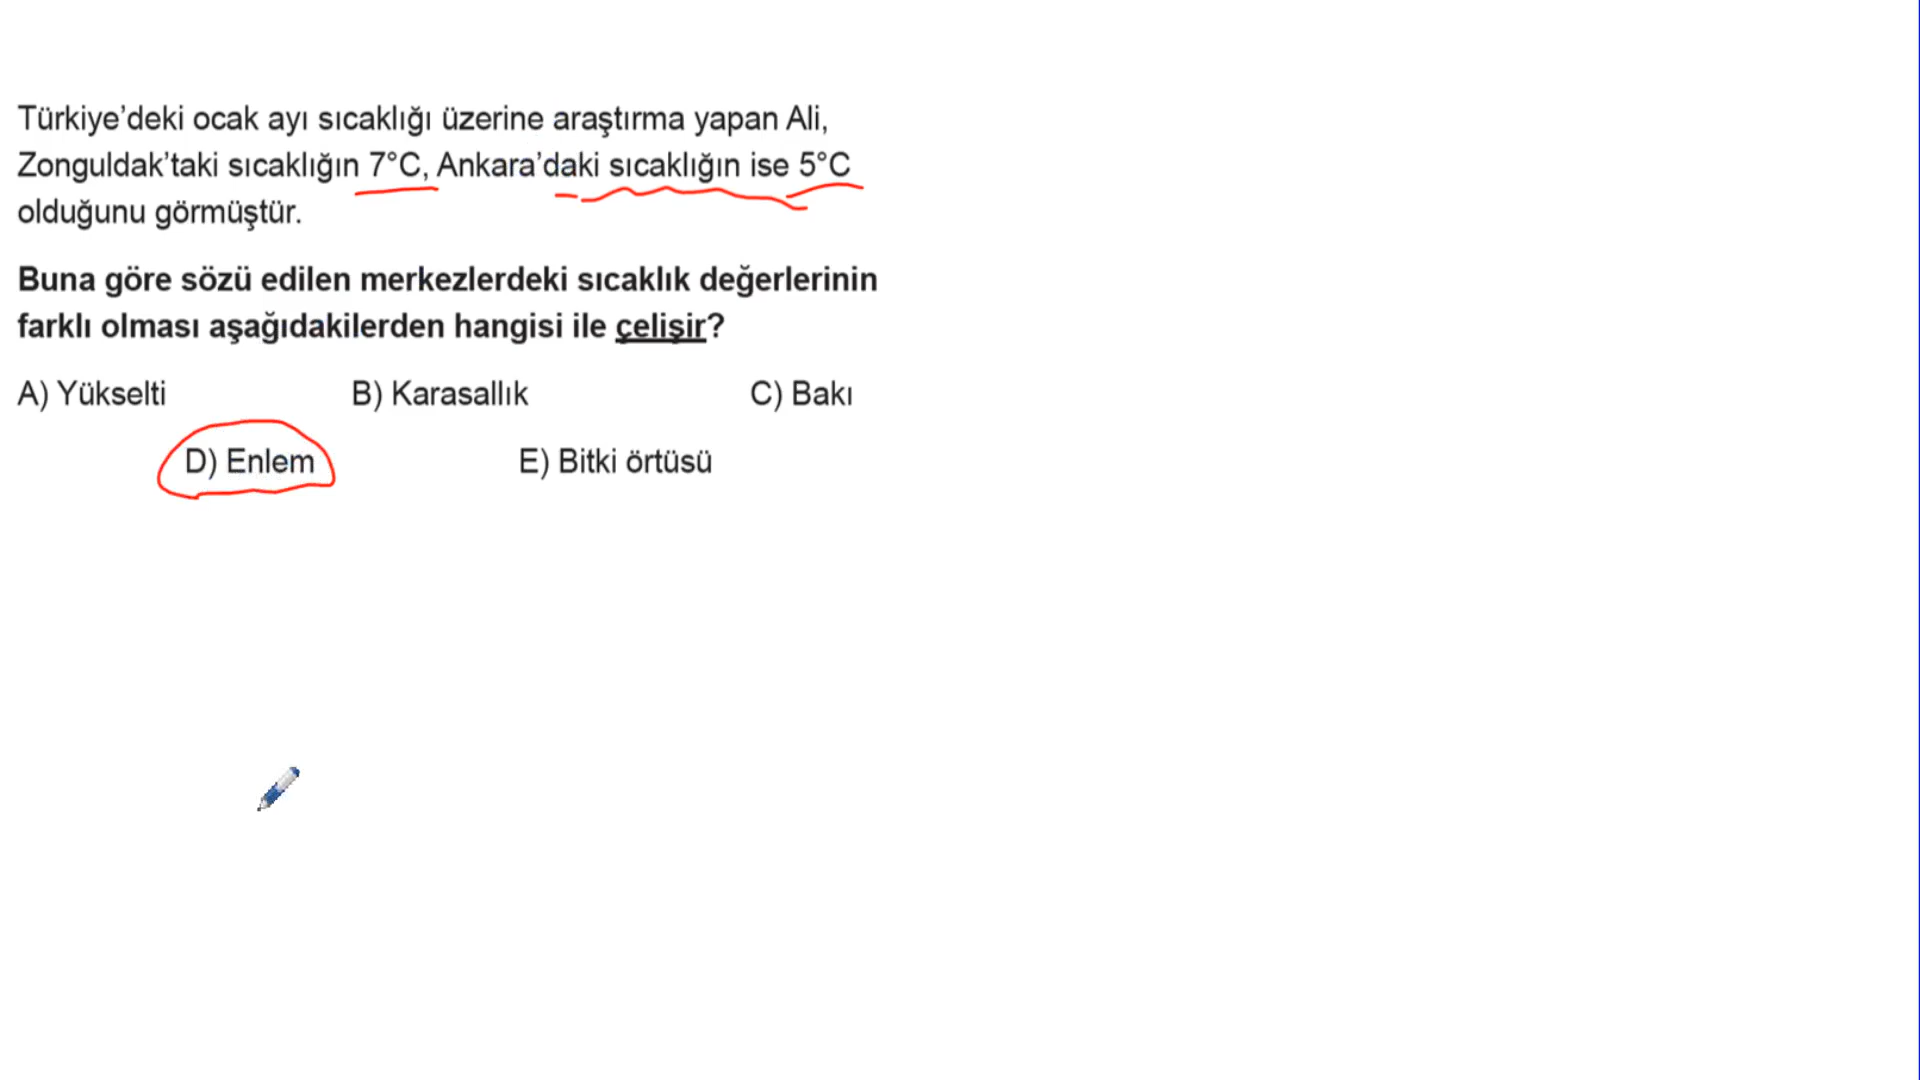 Türkiye’deki ocak ayı sıcaklığı üzerine araştırma yapan Ali,
Zonguldak’taki sıcaklığın 7°C, Ankara’daki sıcaklığın ise 5°C
olduğunu görmüştür.
Buna göre sözü edilen merkezlerdeki sıcaklık değerlerinin
farklı olması aşağıdakilerden hangisi ile çelişir?
A) Yükselti B) Karasallık C) Bakı
D) Enlem E) Bitki örtüsü